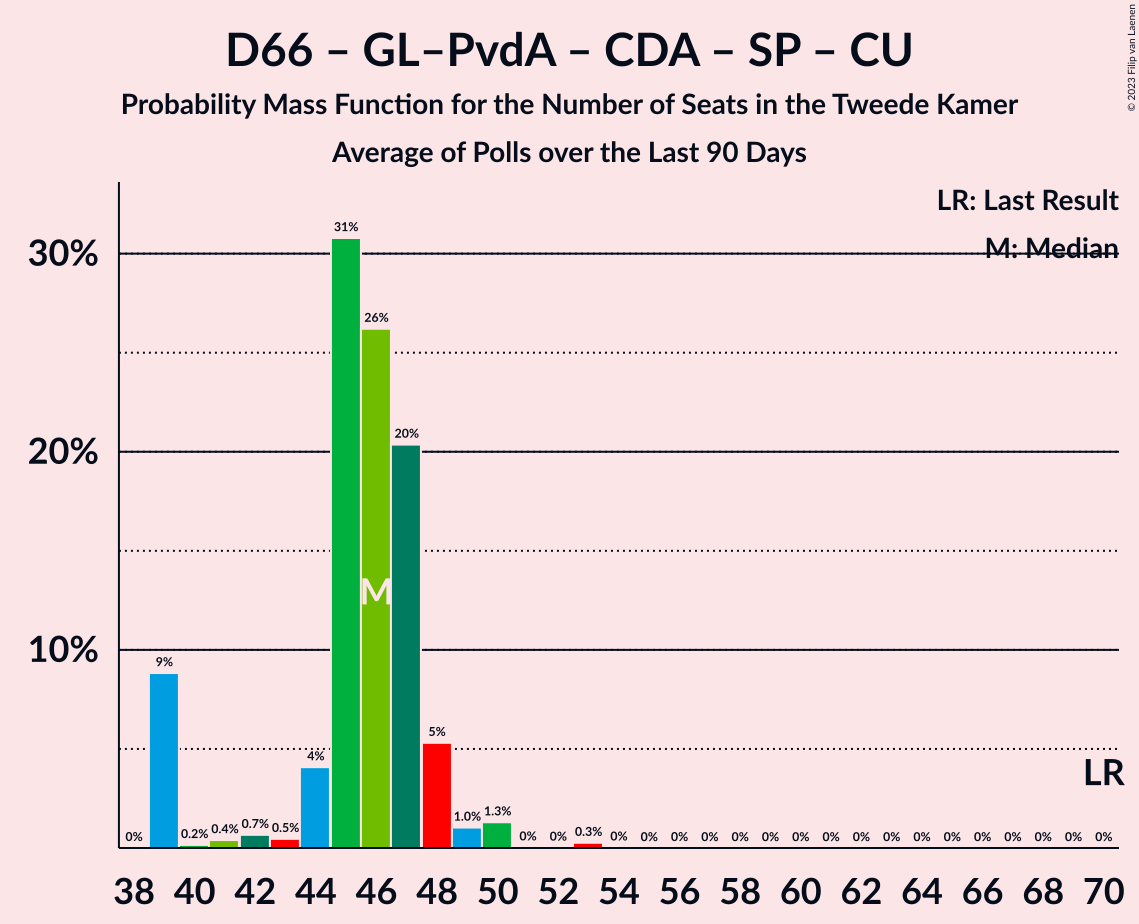 D66 – GL–PvdA – CDA – SP – CU
Probability Mass Function for the Number of Seats in the Tweede Kamer
Average of Polls over the Last 90 Days
© 2023 Filip van Laenen
LR: Last Result
M: Median
30%
20%
10%
0% 9% 0.2% 0.4% 0.7% 0.5% 4% 31% 26% 20% 5% 1.0% 1.3% 0% 0% 0.3% 0% 0% 0% 0% 0% 0% 0% 0% 0% 0% 0% 0% 0% 0% 0% 0% 0%
M
LR
38 40 42 44 46 48 50 52 54 56 58 60 62 64 66 68 70